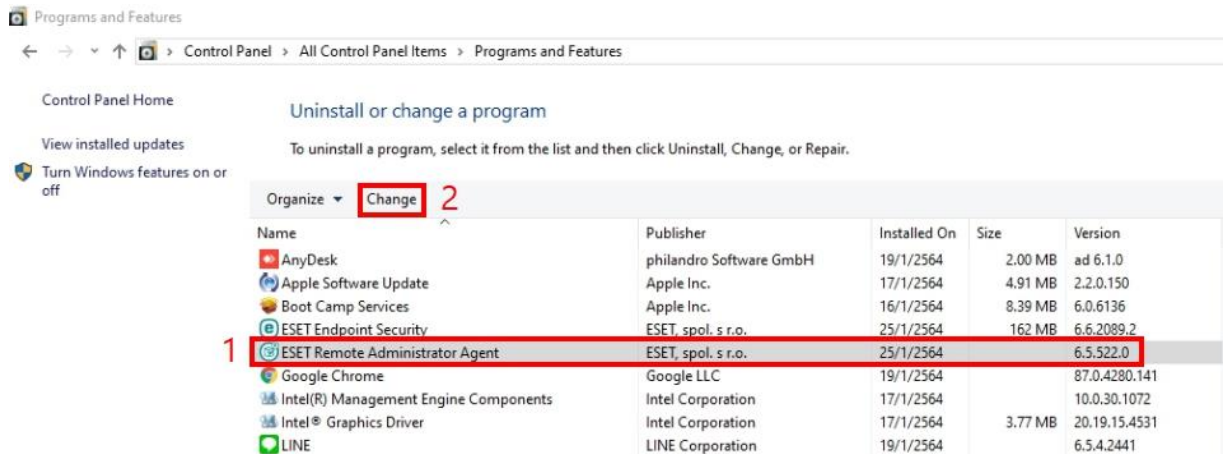 Programs and Features
Control Panel > All Control Panel Items > Programs and Features
Control Panel Home
View installed updates
Turn Windows features on or
off
Uninstall or change a program
To uninstall a program, select it from the list and then click Uninstall, Change, or Repair.
Organize Change 2
Name Publisher Installed On Size Version
AnyDesk philandro Software GmbH 19/1/2564 2.00 MB ad 6.1.0
Apple Software Update Apple Inc. 17/1/2564 4.91 MB 2.2.0.150
Boot Camp Services Apple Inc. 16/1/2564 8.39 MB 6.0.6136
ESET Endpoint Security ESET, spol. s r.o. 25/1/2564 162 MB 6.6.2089.2
1 ESET Remote Administrator Agent ESET, spol. s r.o. 25/1/2564 6.5.522.0
Google Chrome Google LLC 19/1/2564 87.0.4280.141
Intel(R) Management Engine Components Intel Corporation 17/1/2564 10.0.30.1072
Intel® Graphics Driver Intel Corporation 17/1/2564 3.77 MB 20.19.15.4531
LINE LINE Corporation 19/1/2564 6.5.4.2441